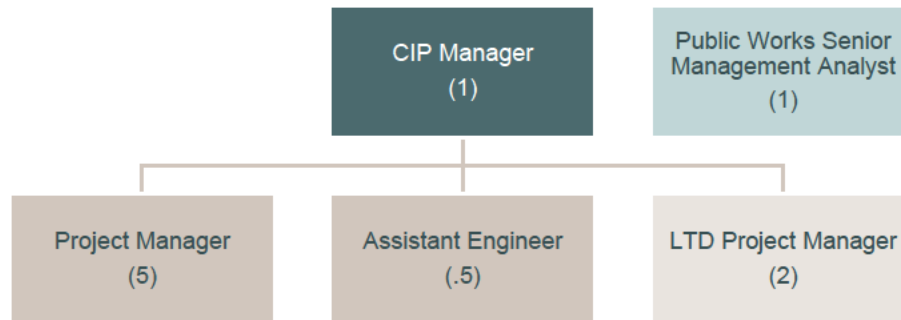 CIP Manager
(1)
Public Works Senior
Management Analyst
(1)
Project Manager
(5)
Assistant Engineer
(.5)
LTD Project Manager
(2)